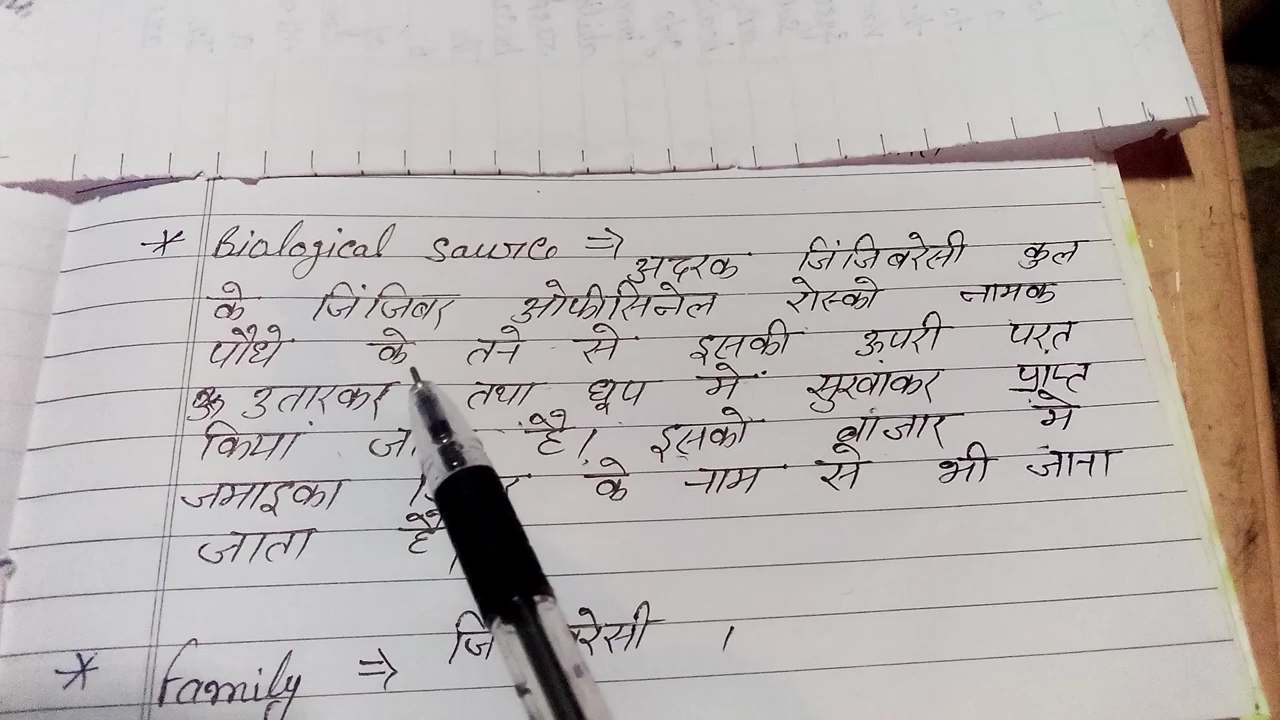 * Biological source ⇒ अदरक जिंजिबरेसी कुल
के जिंजिबर ओफीसिनेल रोस्को नामक
पौधे के तने से इसकी ऊपरी परत
उतारकर तथा धूप में सुखाकर प्राप्त
किया है। इसको बाजार में
जमाइका के नाम से भी जाना
जाता है।
* Family ⇒